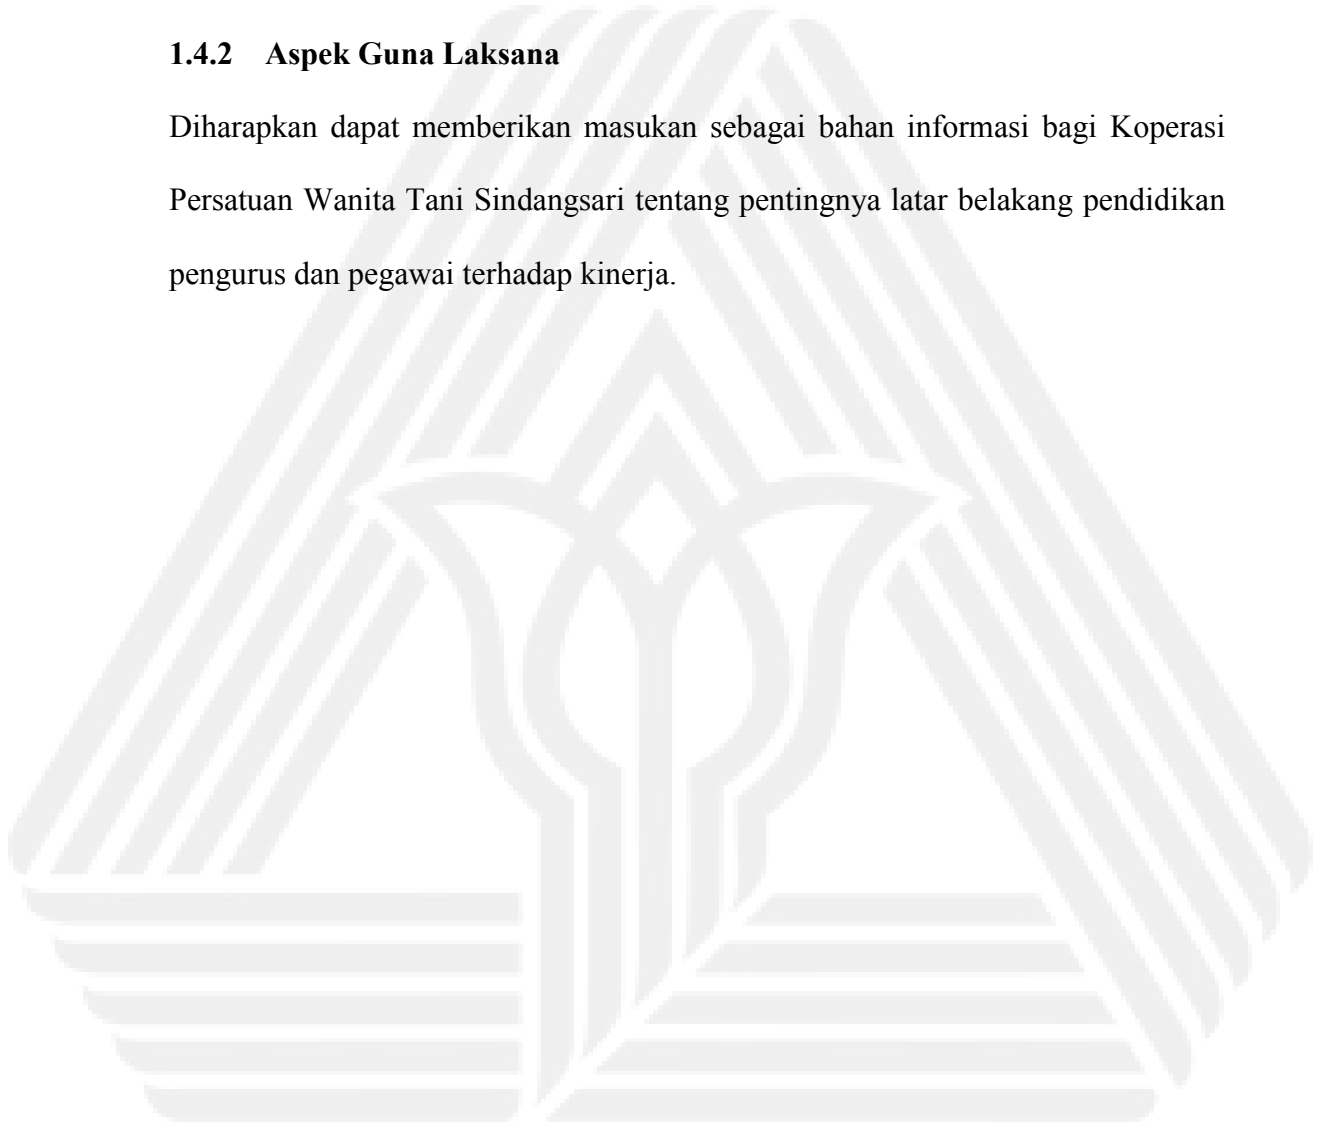 1.4.2 Aspek Guna Laksana
Diharapkan dapat memberikan masukan sebagai bahan informasi bagi Koperasi
Persatuan Wanita Tani Sindangsari tentang pentingnya latar belakang pendidikan
pengurus dan pegawai terhadap kinerja.